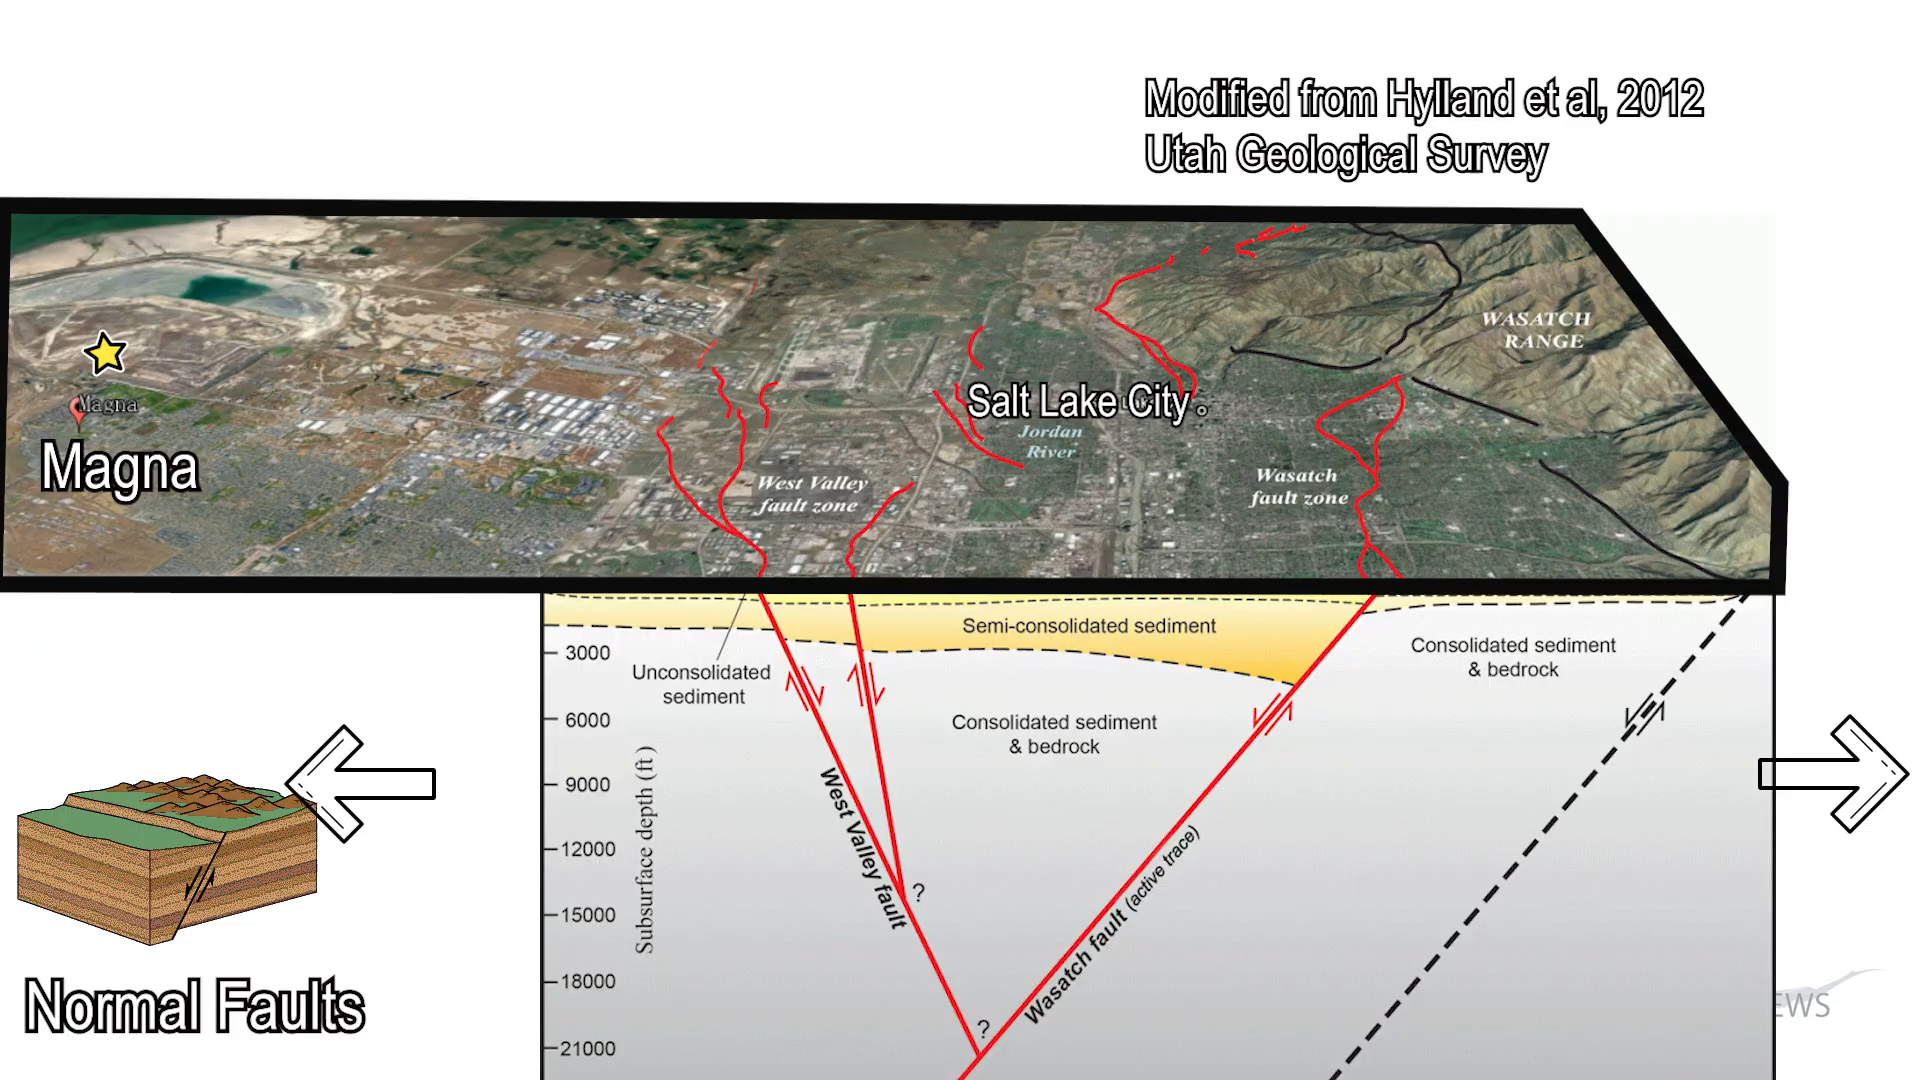 Modified from Hylland et al, 2012
Utah Geological Survey
WASATCH
RANGE
Magna
Magna
Salt Lake City
Jordan
River
West Valley
fault zone
Wasatch
fault zone
Semi-consolidated sediment
Consolidated sediment
& bedrock
Unconsolidated
sediment
Consolidated sediment
& bedrock
3000
6000
9000
12000
15000
18000
21000
Subsurface depth (ft)
West Valley fault
?
?
Wasatch fault (active trace)
Normal Faults
EWS